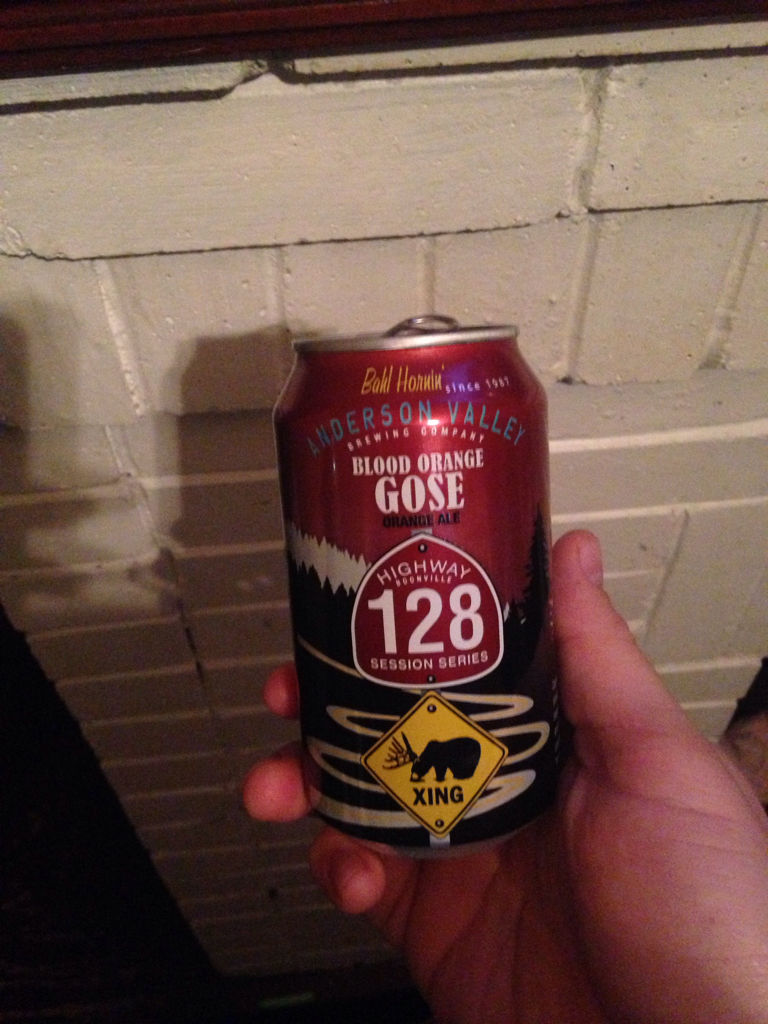 Bahl Hornin' since 1987
ANDERSON VALLEY
BREWING COMPANY
BLOOD ORANGE
GOSE
ORANGE ALE
HIGHWAY
BOONVILLE
128
SESSION SERIES
XING